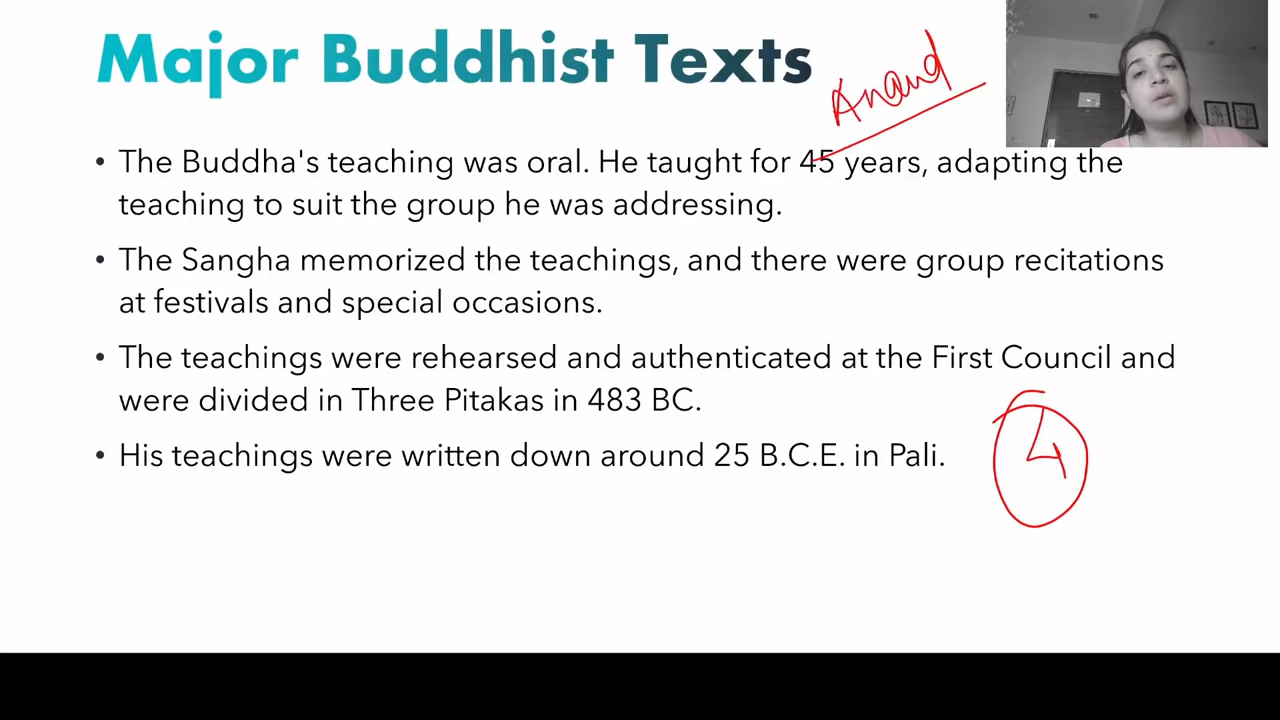 Major Buddhist Texts
Anand
• The Buddha's teaching was oral. He taught for 45 years, adapting the
teaching to suit the group he was addressing.
• The Sangha memorized the teachings, and there were group recitations
at festivals and special occasions.
• The teachings were rehearsed and authenticated at the First Council and
were divided in Three Pitakas in 483 BC.
• His teachings were written down around 25 B.C.E. in Pali.
4